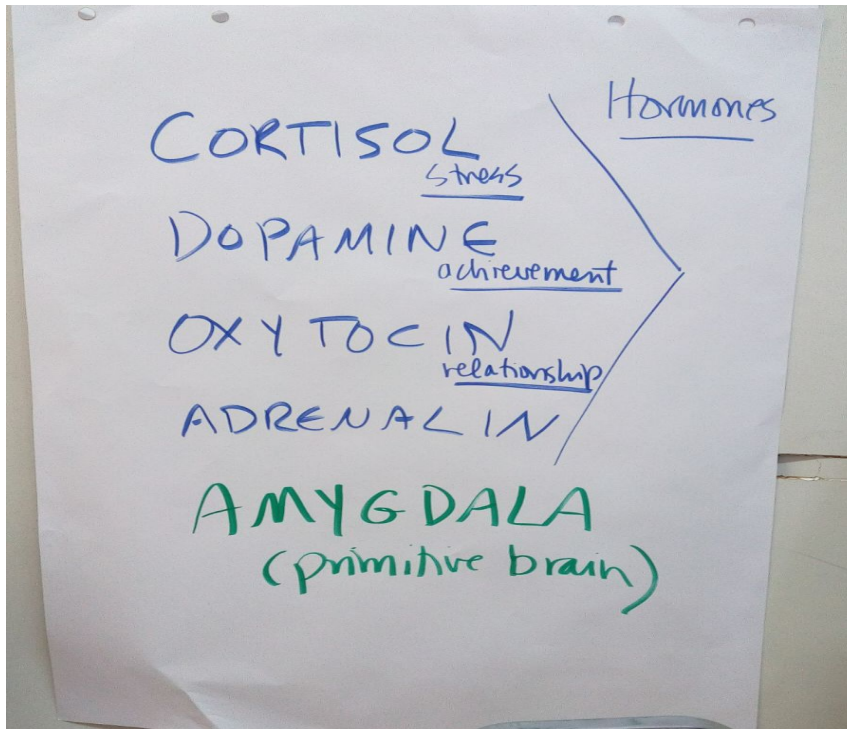 Hormones
CORTISOL
stress
DOPAMINE
achievement
OXYTOCIN
relationship
ADRENALIN
AMYGDALA
(primitive brain)